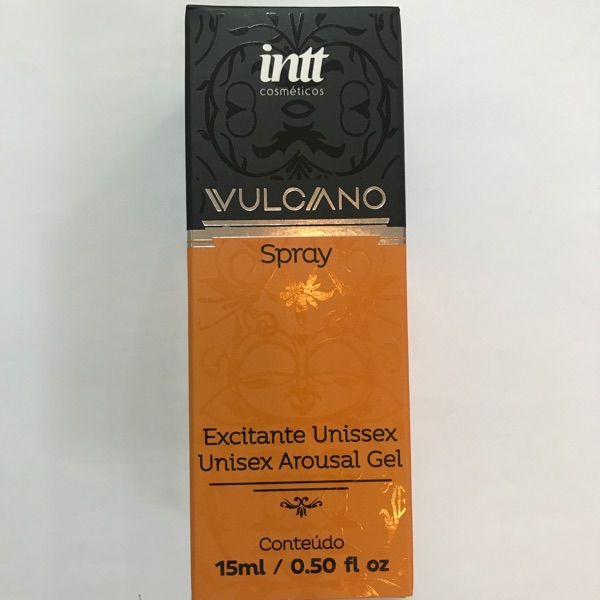 intt
cosméticos
VULCANO
Spray
Excitante Unissex
Unisex Arousal Gel
Conteúdo
15ml / 0.50 fl oz